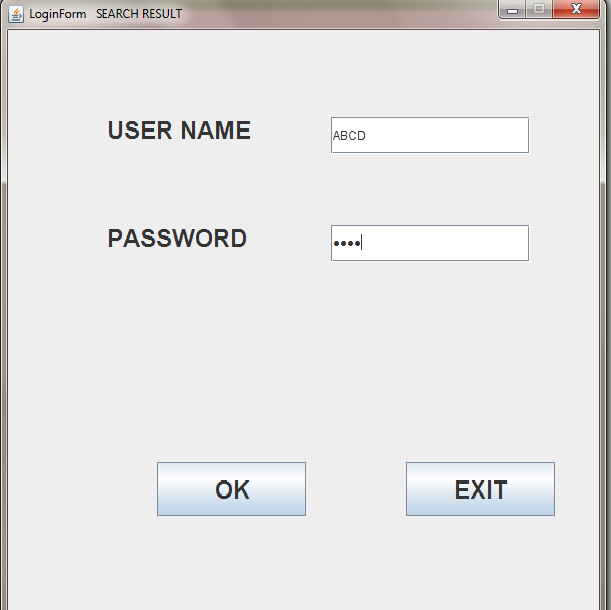 LoginForm   SEARCH RESULT
USER NAME
ABCD
PASSWORD
••••
OK
EXIT